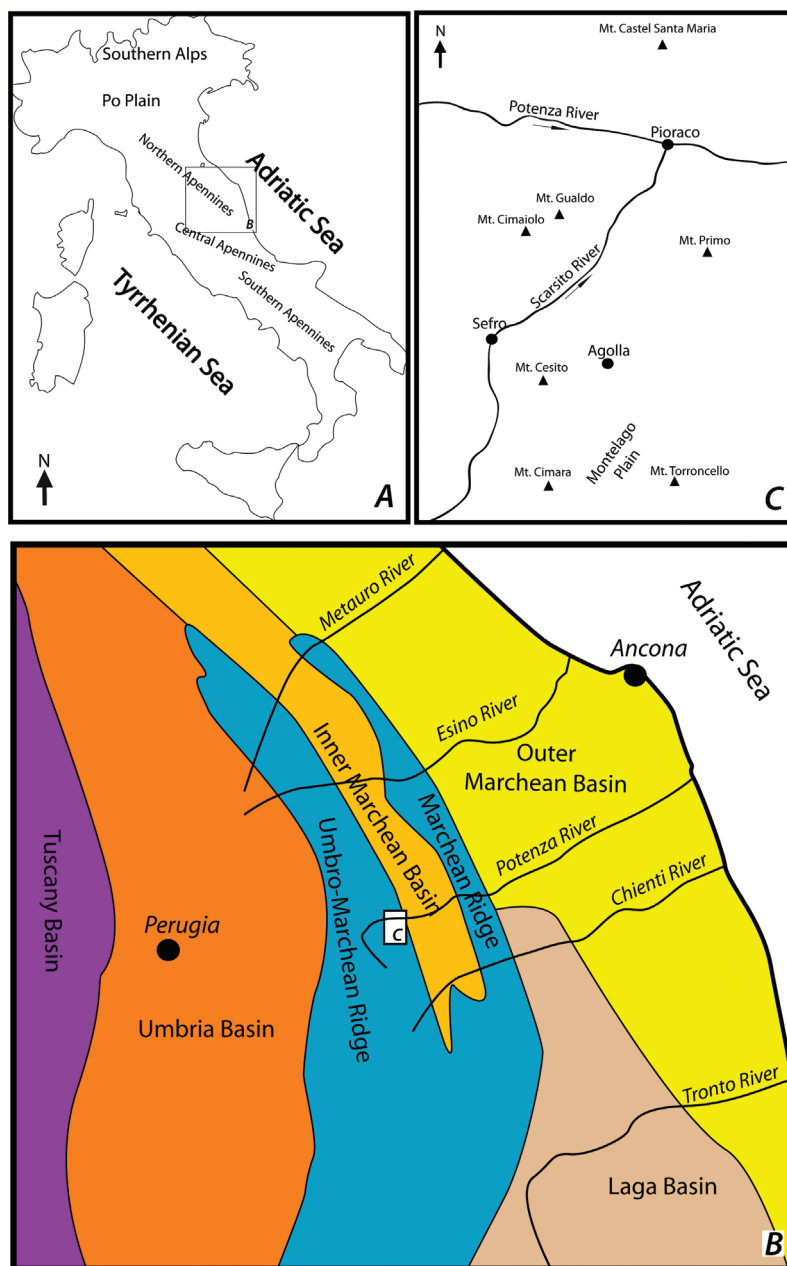 Southern Alps
Po Plain
Northern Apennines
Adriatic Sea
B
Central Apennines
Southern Apennines
Tyrrhenian Sea
N
A
Mt. Castel Santa Maria
N
Potenza River
Pioraco
Mt. Gualdo
Mt. Cimaiolo
Mt. Primo
Scarsito River
Sefro
Agolla
Mt. Cesito
Montelago
Plain
Mt. Cimara
Mt. Torroncello
C
Metauro River
Adriatic Sea
Ancona
Esino River
Outer
Marchean Basin
Inner Marchean Basin
Marchean Ridge
Potenza River
Umbro-Marchean Ridge
Chienti River
Tuscany Basin
C
Perugia
Umbria Basin
Tronto River
Laga Basin
B